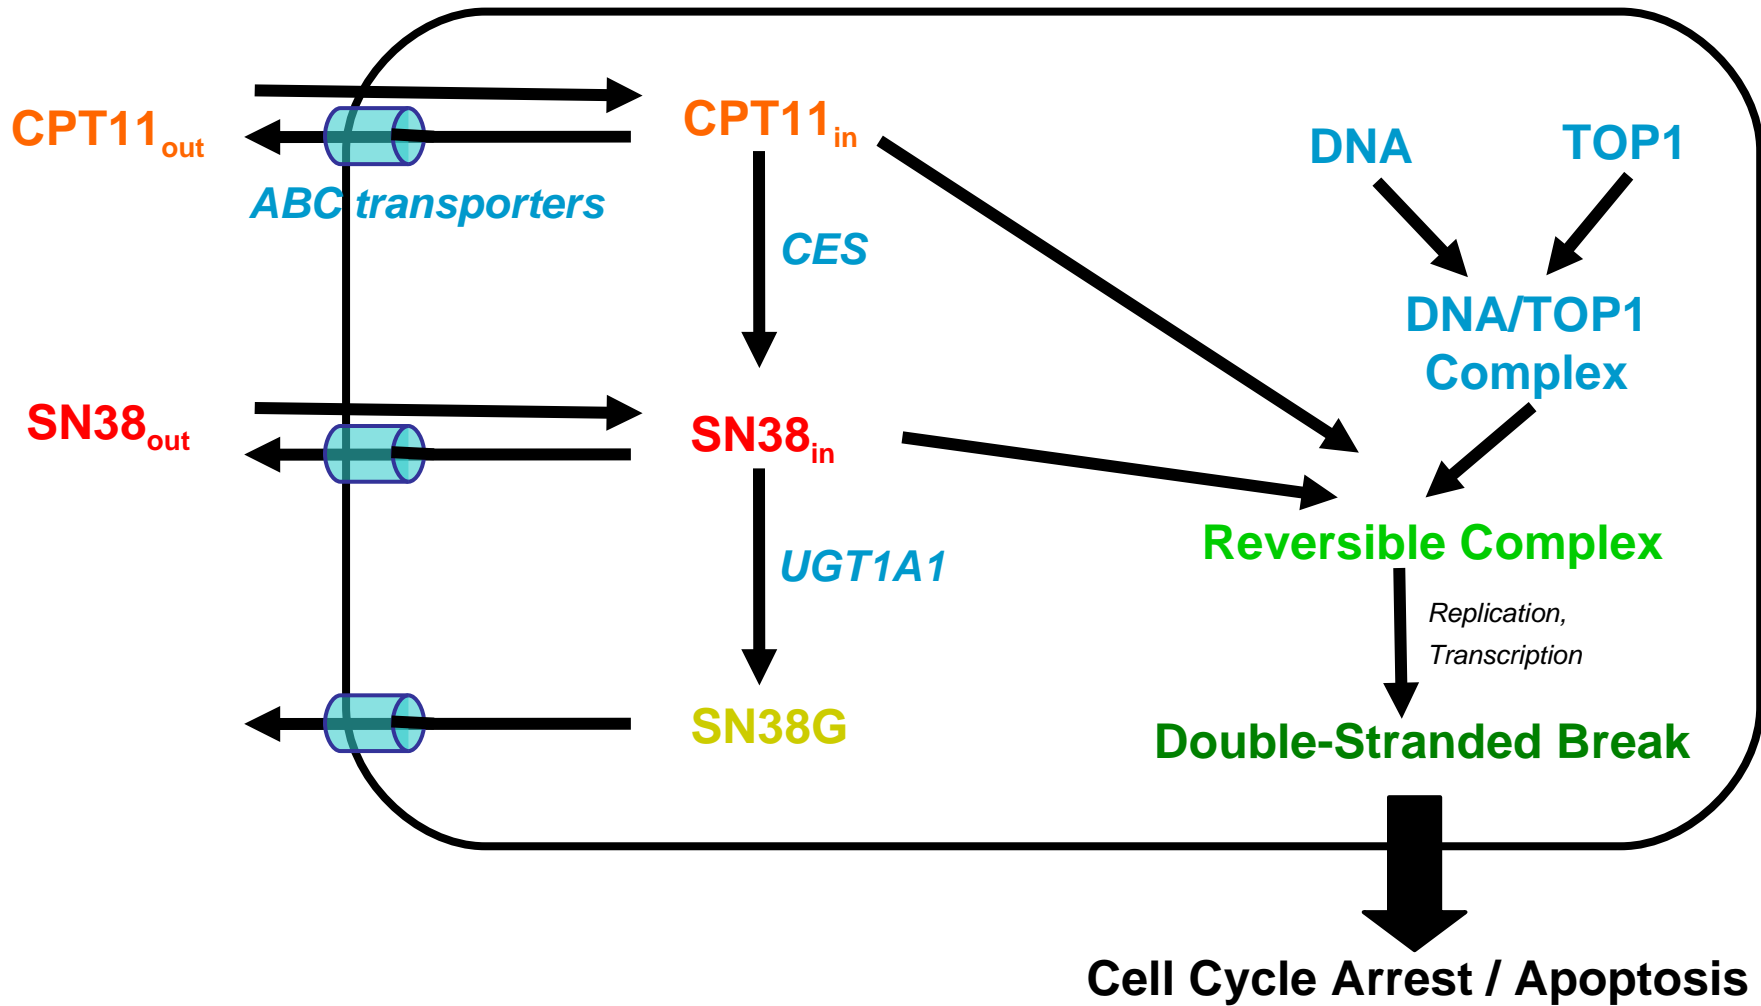 CPT11out
CPT11in
DNA
TOP1
ABC transporters
CES
DNA/TOP1
Complex
SN38out
SN38in
Reversible Complex
UGT1A1
Replication,
Transcription
SN38G
Double-Stranded Break
Cell Cycle Arrest / Apoptosis